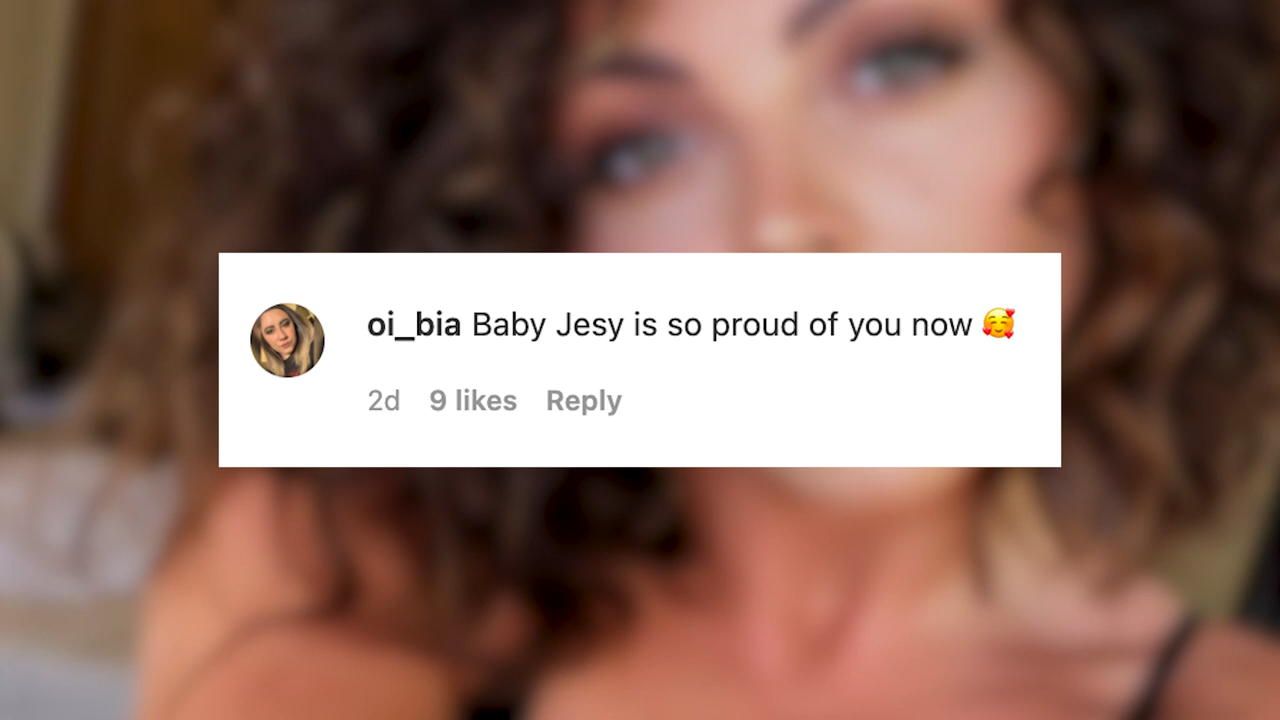 oi_bia Baby Jesy is so proud of you now 🥰
2d 9 likes Reply